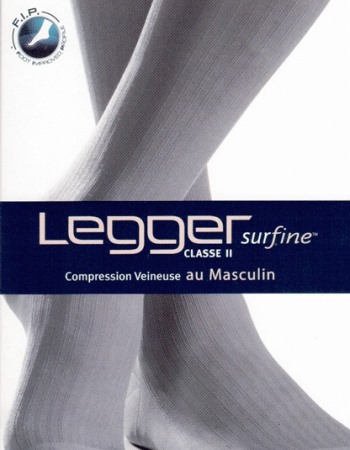 F.I.P.
FOOT IMPROVED PROFILE
Legger surfine™
CLASSE II
Compression Veineuse au Masculin